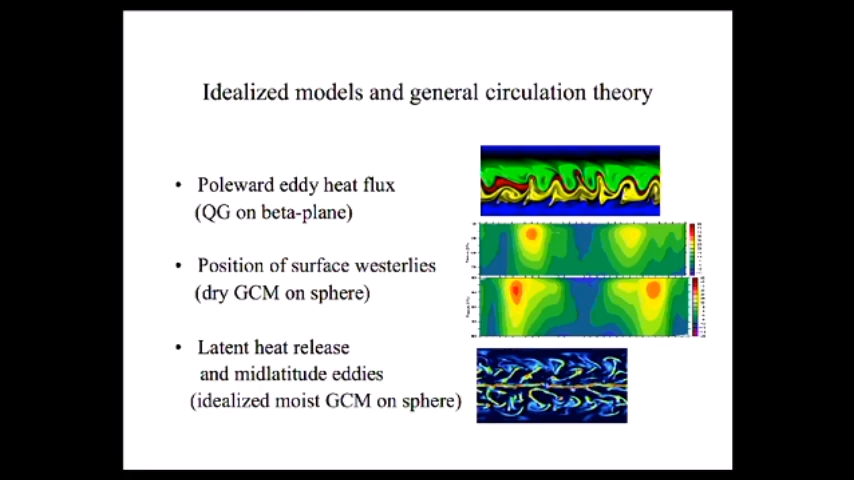 Idealized models and general circulation theory
• Poleward eddy heat flux
(QG on beta-plane)
• Position of surface westerlies
(dry GCM on sphere)
• Latent heat release
and midlatitude eddies
(idealized moist GCM on sphere)